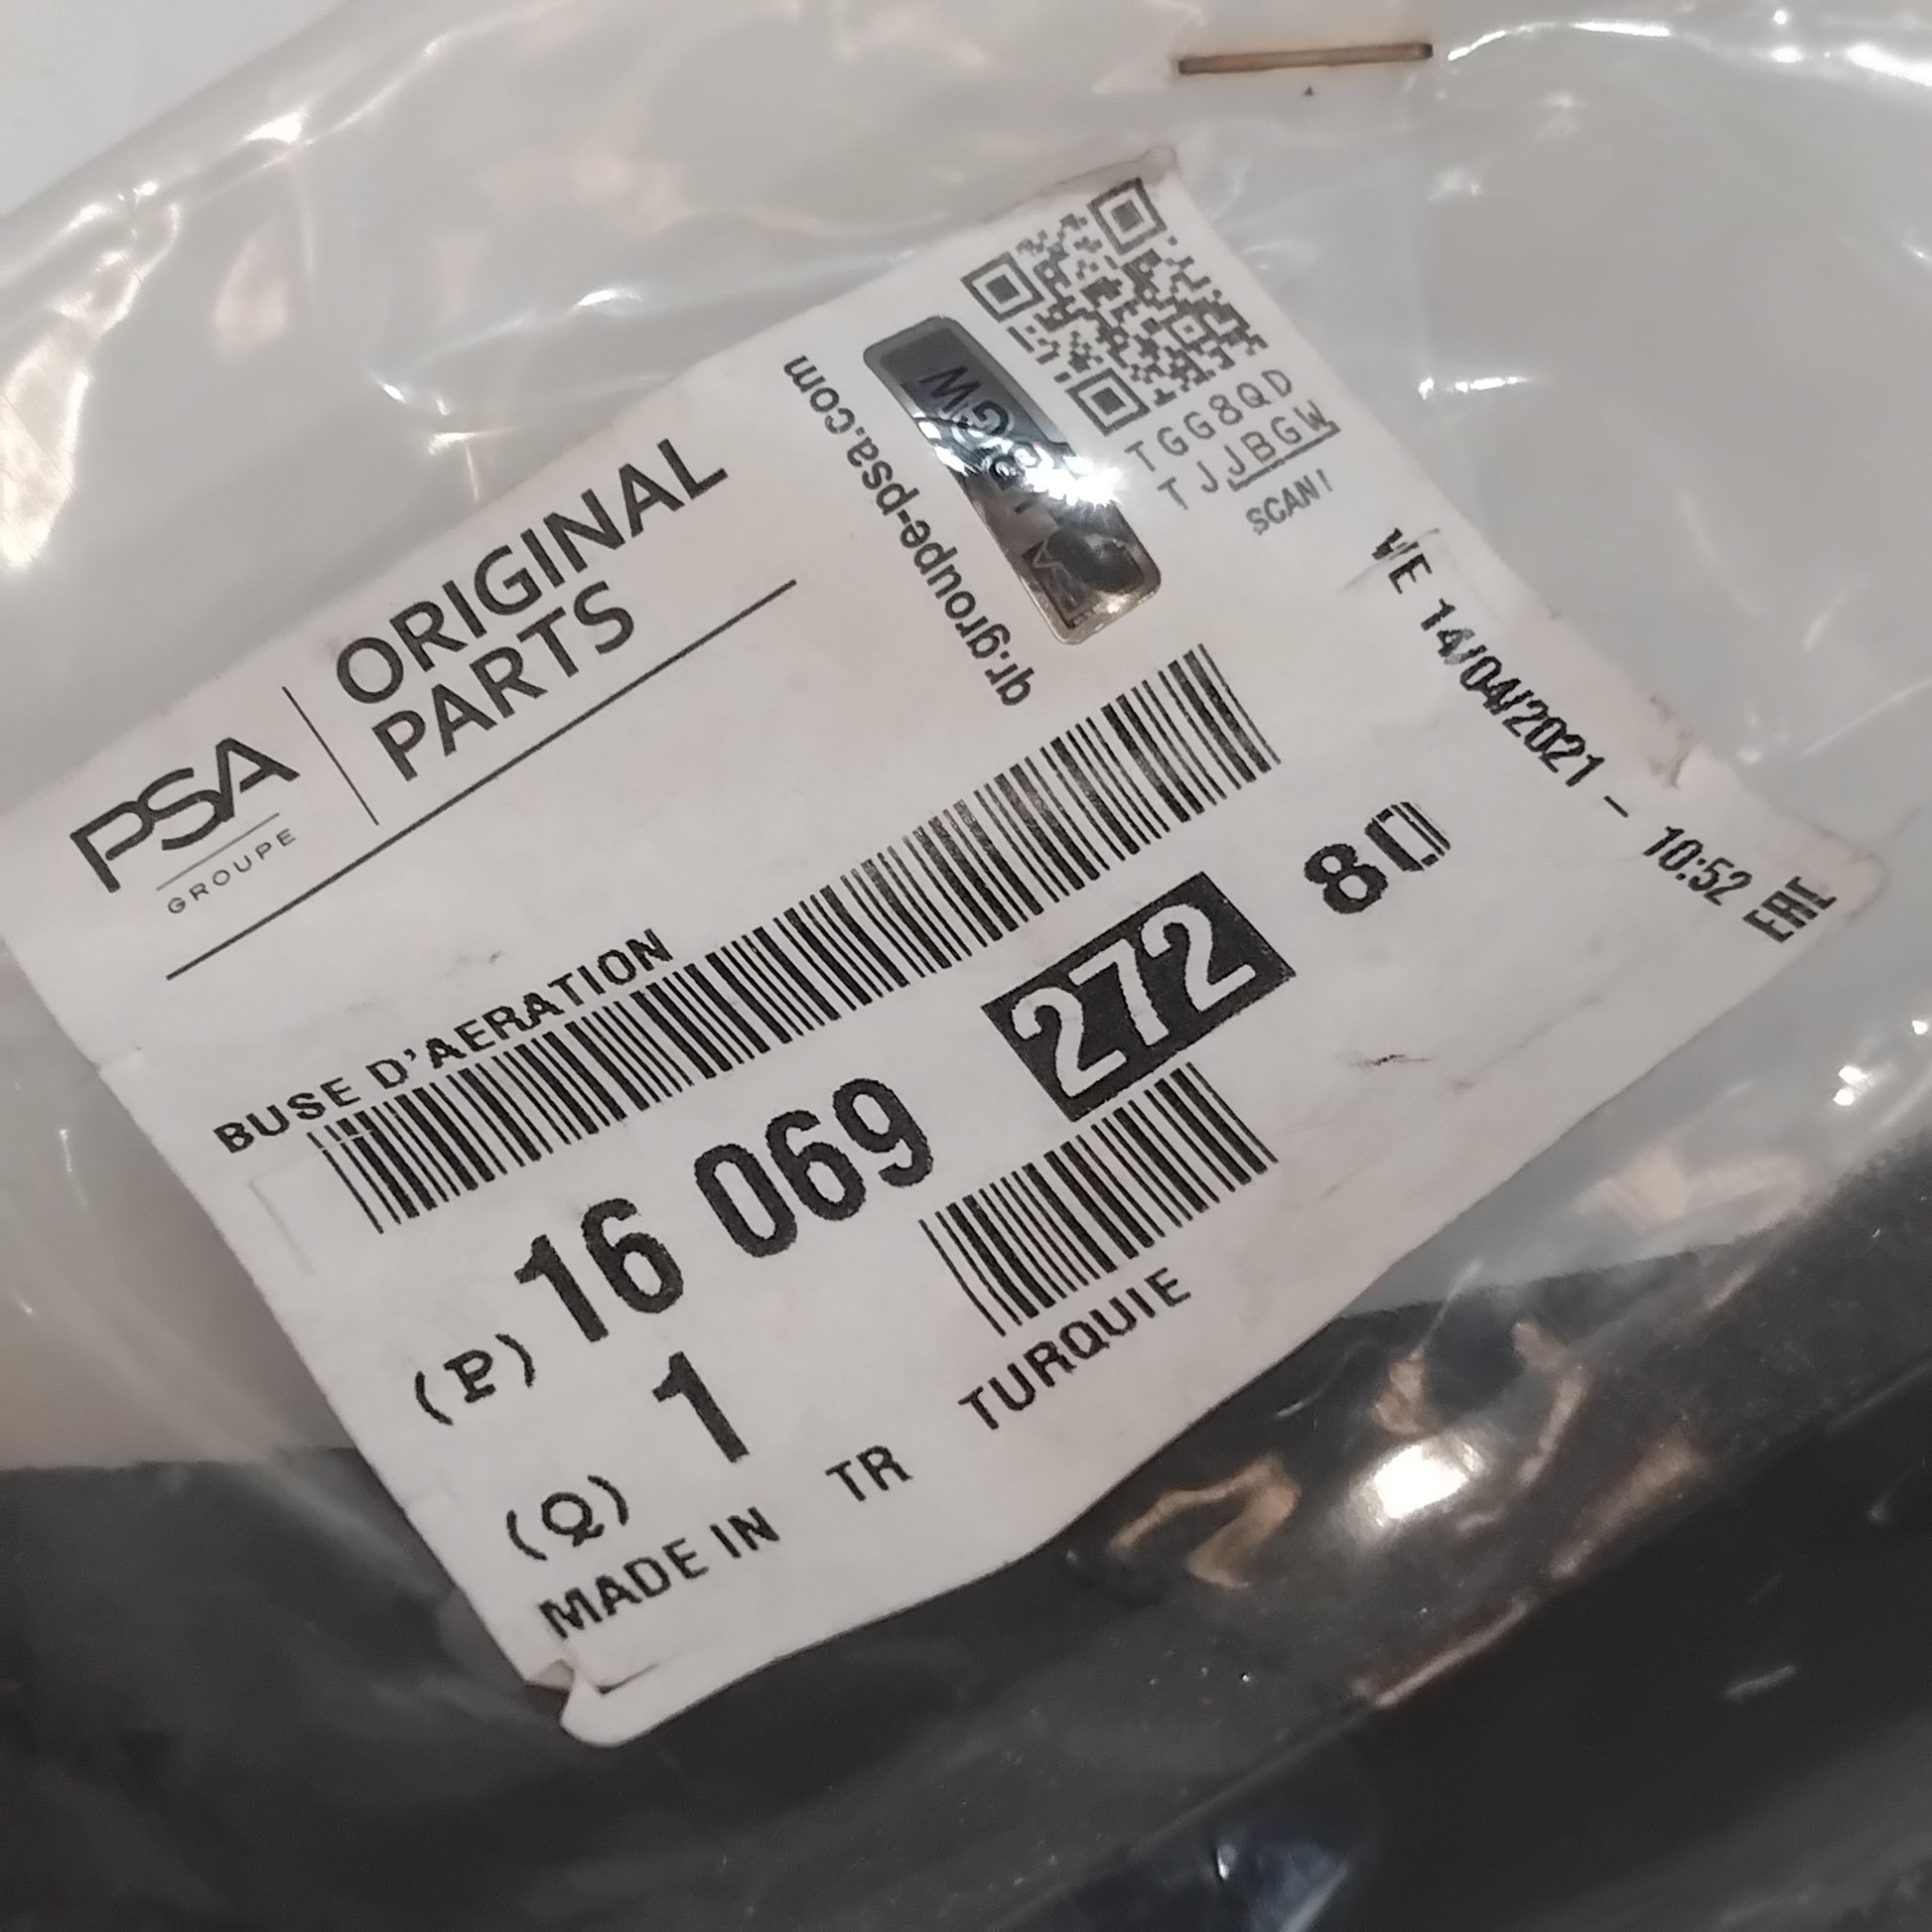 PSA
GROUPE
ORIGINAL
PARTS
qr.groupe-psa.com
TGG8QD
TJJBGW
SCAN!
BUSE D'AERATION
(P) 16 069 272 80
(Q) 1
MADE IN TR TURQUIE
VE 14/04/2021 - 10:52
EAC